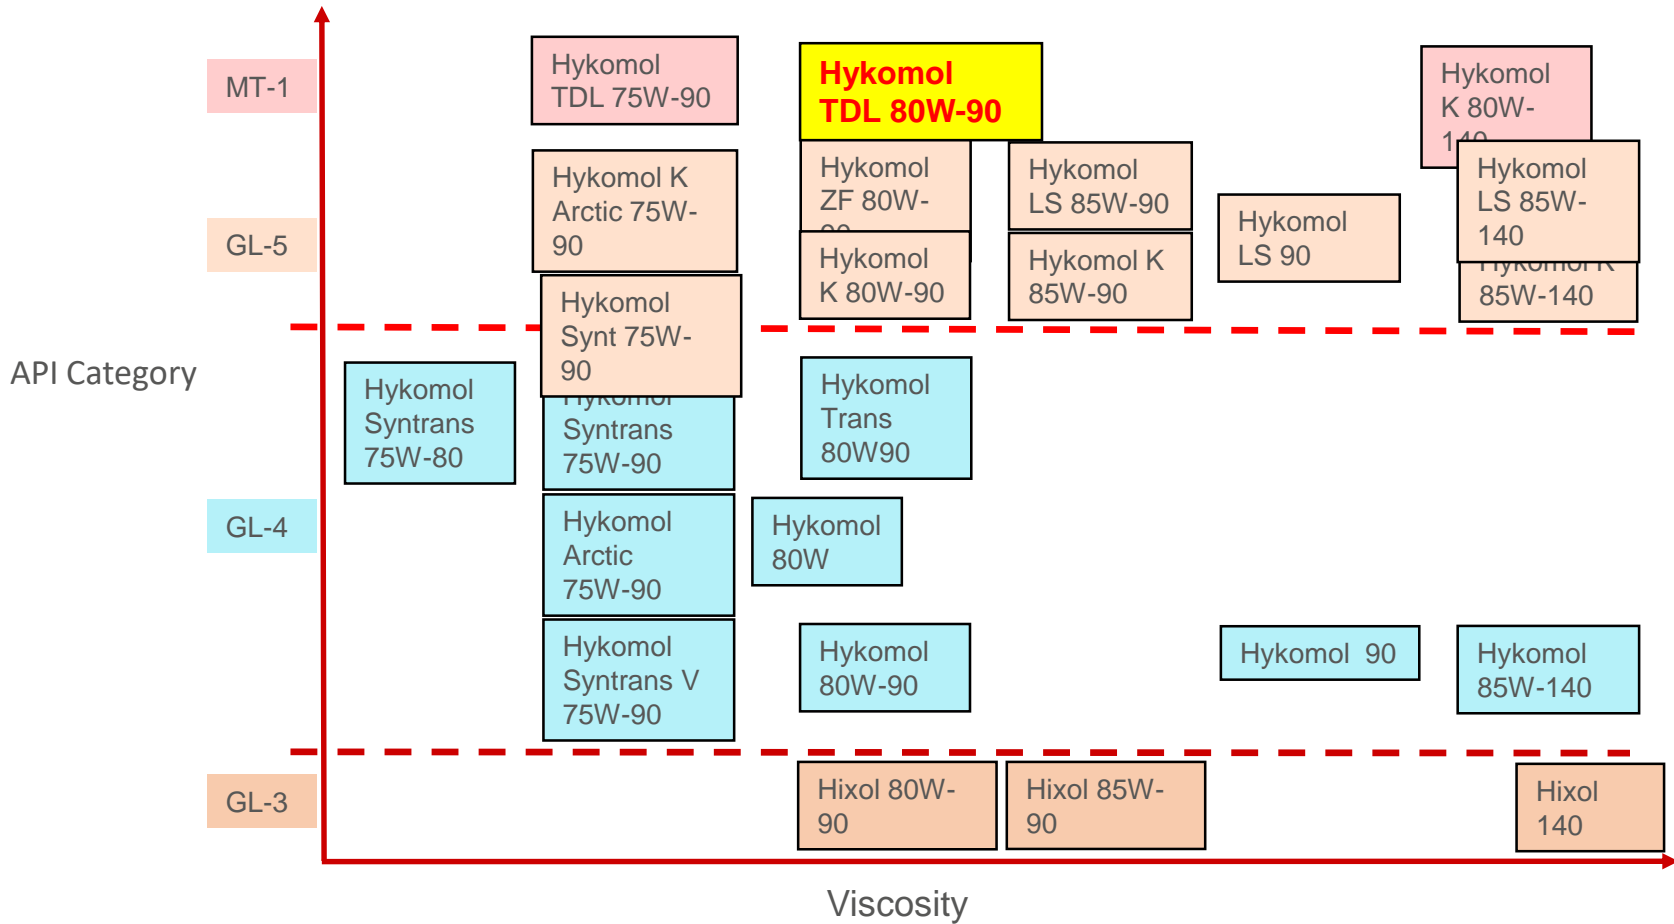 MT-1
Hykomol
TDL 75W-90
Hykomol
TDL 80W-90
Hykomol
K 80W-
140
GL-5
Hykomol K
Arctic 75W-
90
Hykomol
ZF 80W-
90
Hykomol
LS 85W-90
Hykomol
LS 90
Hykomol
LS 85W-
140
Hykomol
Synt 75W-
90
Hykomol
K 80W-90
Hykomol K
85W-90
Hykomol K
85W-140
API Category
Hykomol
Syntrans
75W-80
Hykomol
Syntrans
75W-90
Hykomol
Trans
80W90
GL-4
Hykomol
Arctic
75W-90
Hykomol
80W
Hykomol
Syntrans V
75W-90
Hykomol
80W-90
Hykomol  90
Hykomol
85W-140
GL-3
Hixol 80W-
90
Hixol 85W-
90
Hixol
140
Viscosity